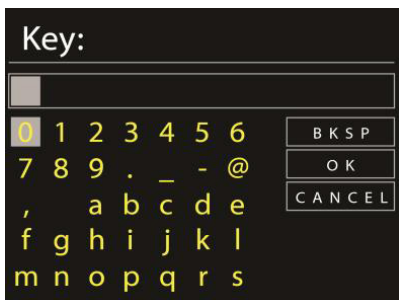 Key:
0 1 2 3 4 5 6 BKSP
7 8 9 . _ - @ OK
, a b c d e CANCEL
f g h i j k l
m n o p q r s